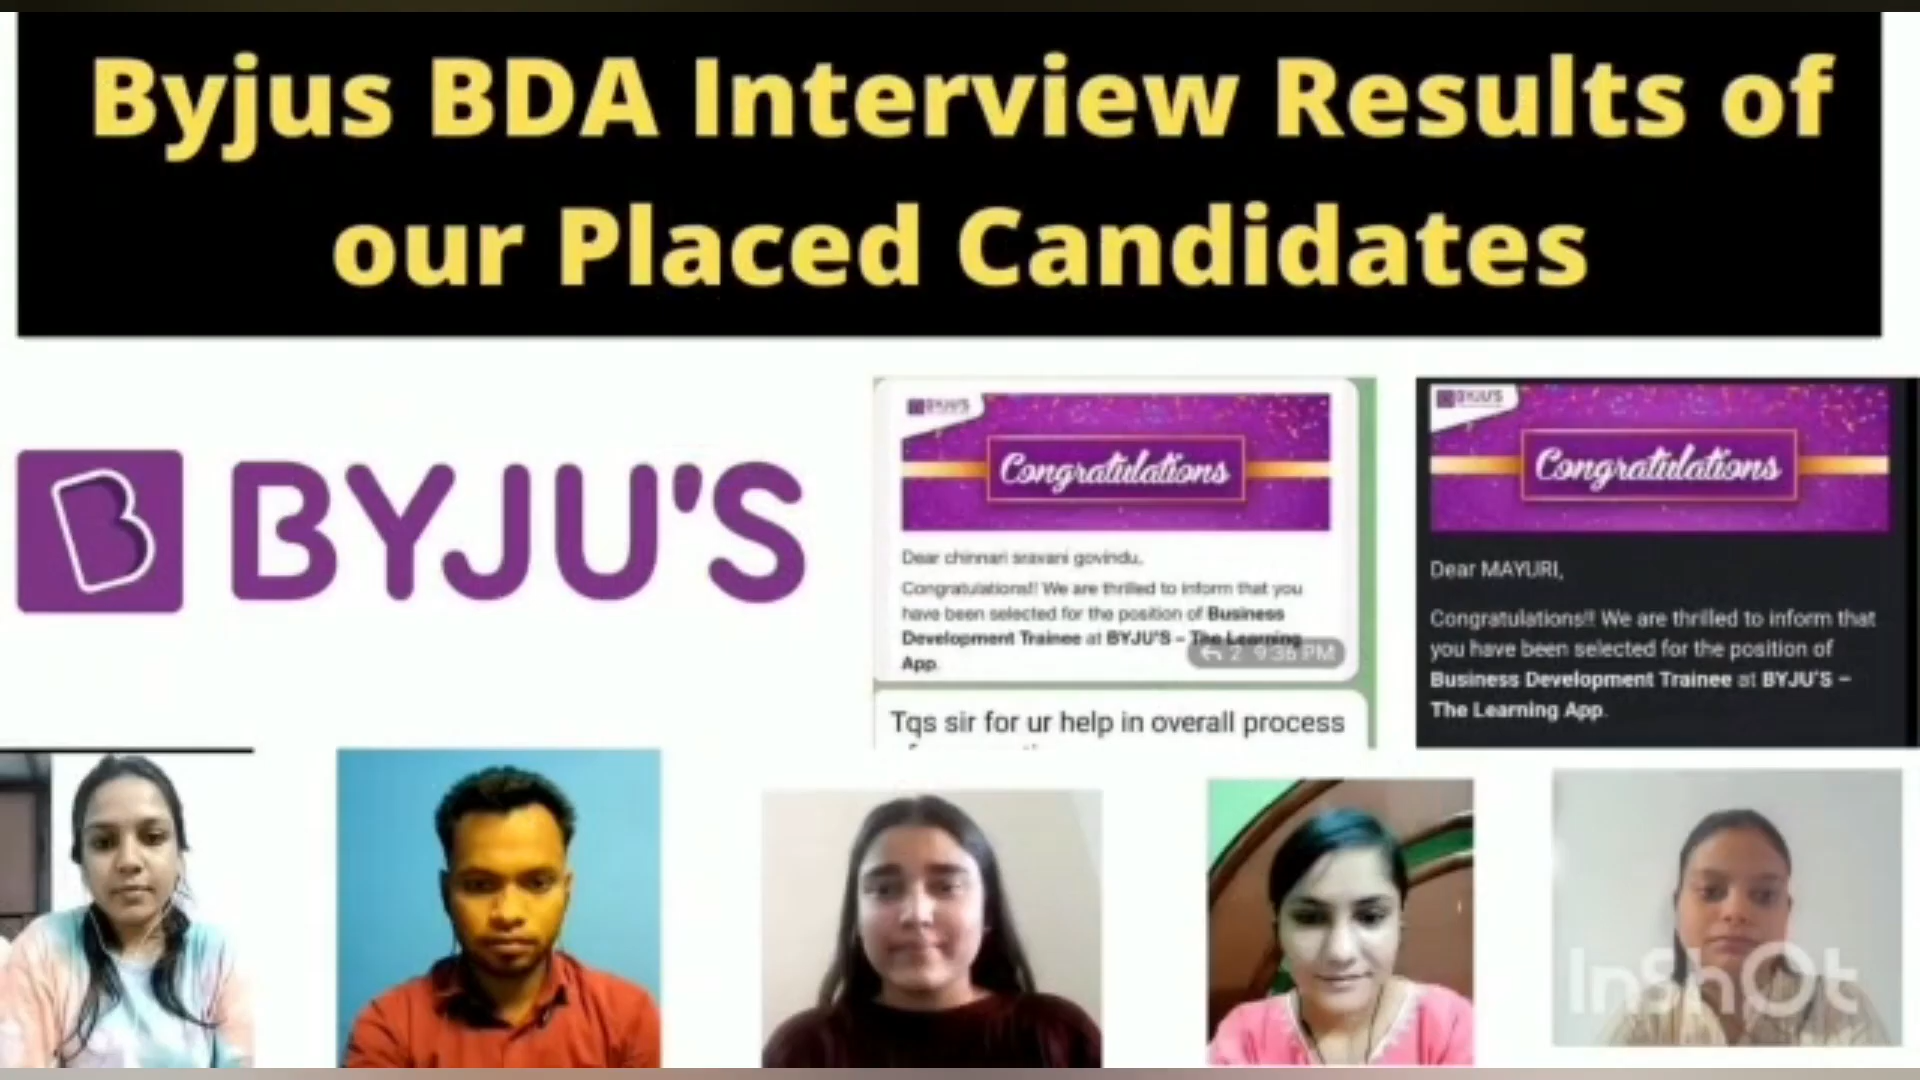 Byjus BDA Interview Results of
our Placed Candidates
BYJU'S
BYJU'S
Congratulations
Dear chinnari sravani govindu,
Congratulations!! We are thrilled to inform that you
have been selected for the position of Business
Development Trainee at BYJU'S – The Learning
App.
2 9:36 PM
Tqs sir for ur help in overall process
BYJU'S
Congratulations
Dear MAYURI,
Congratulations!! We are thrilled to inform that
you have been selected for the position of
Business Development Trainee at BYJU'S –
The Learning App.
InShOt